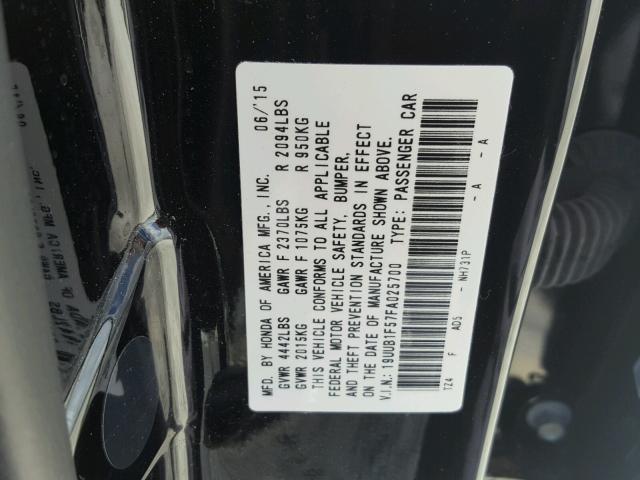 MFD. BY HONDA OF AMERICA MFG., INC. 06/'15
GVWR 4442LBS GAWR F 2370LBS R 2094LBS
GVWR 2015KG GAWR F 1075KG R 950KG
THIS VEHICLE CONFORMS TO ALL APPLICABLE
FEDERAL MOTOR VEHICLE SAFETY, BUMPER,
AND THEFT PREVENTION STANDARDS IN EFFECT
ON THE DATE OF MANUFACTURE SHOWN ABOVE.
V.I.N.: 19UUB1F57FA025700 TYPE: PASSENGER CAR
TZ4 F AD5 - NH731P - A - A